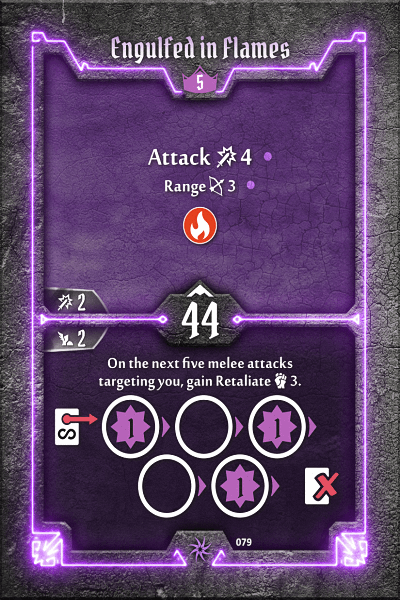 Engulfed in Flames
5
Attack 4
Range 3
2
44
2
On the next five melee attacks
targeting you, gain Retaliate 3.
S 1 1
1
079